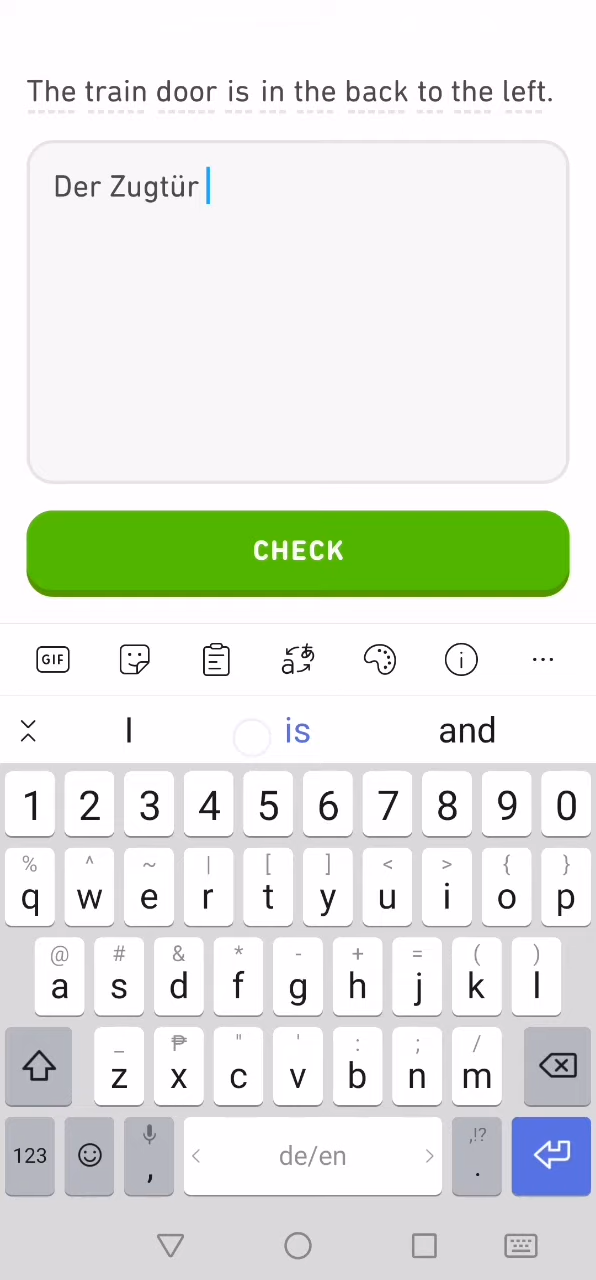 The train door is in the back to the left.
Der Zugtür
CHECK
GIF
I is and
1 2 3 4 5 6 7 8 9 0
% ^ ~ | [ ] < > { }
q w e r t y u i o p
@ # & * - + = ( )
a s d f g h j k l
_ ₱ " ' : ; /
z x c v b n m
123 , < de/en > ,!? .